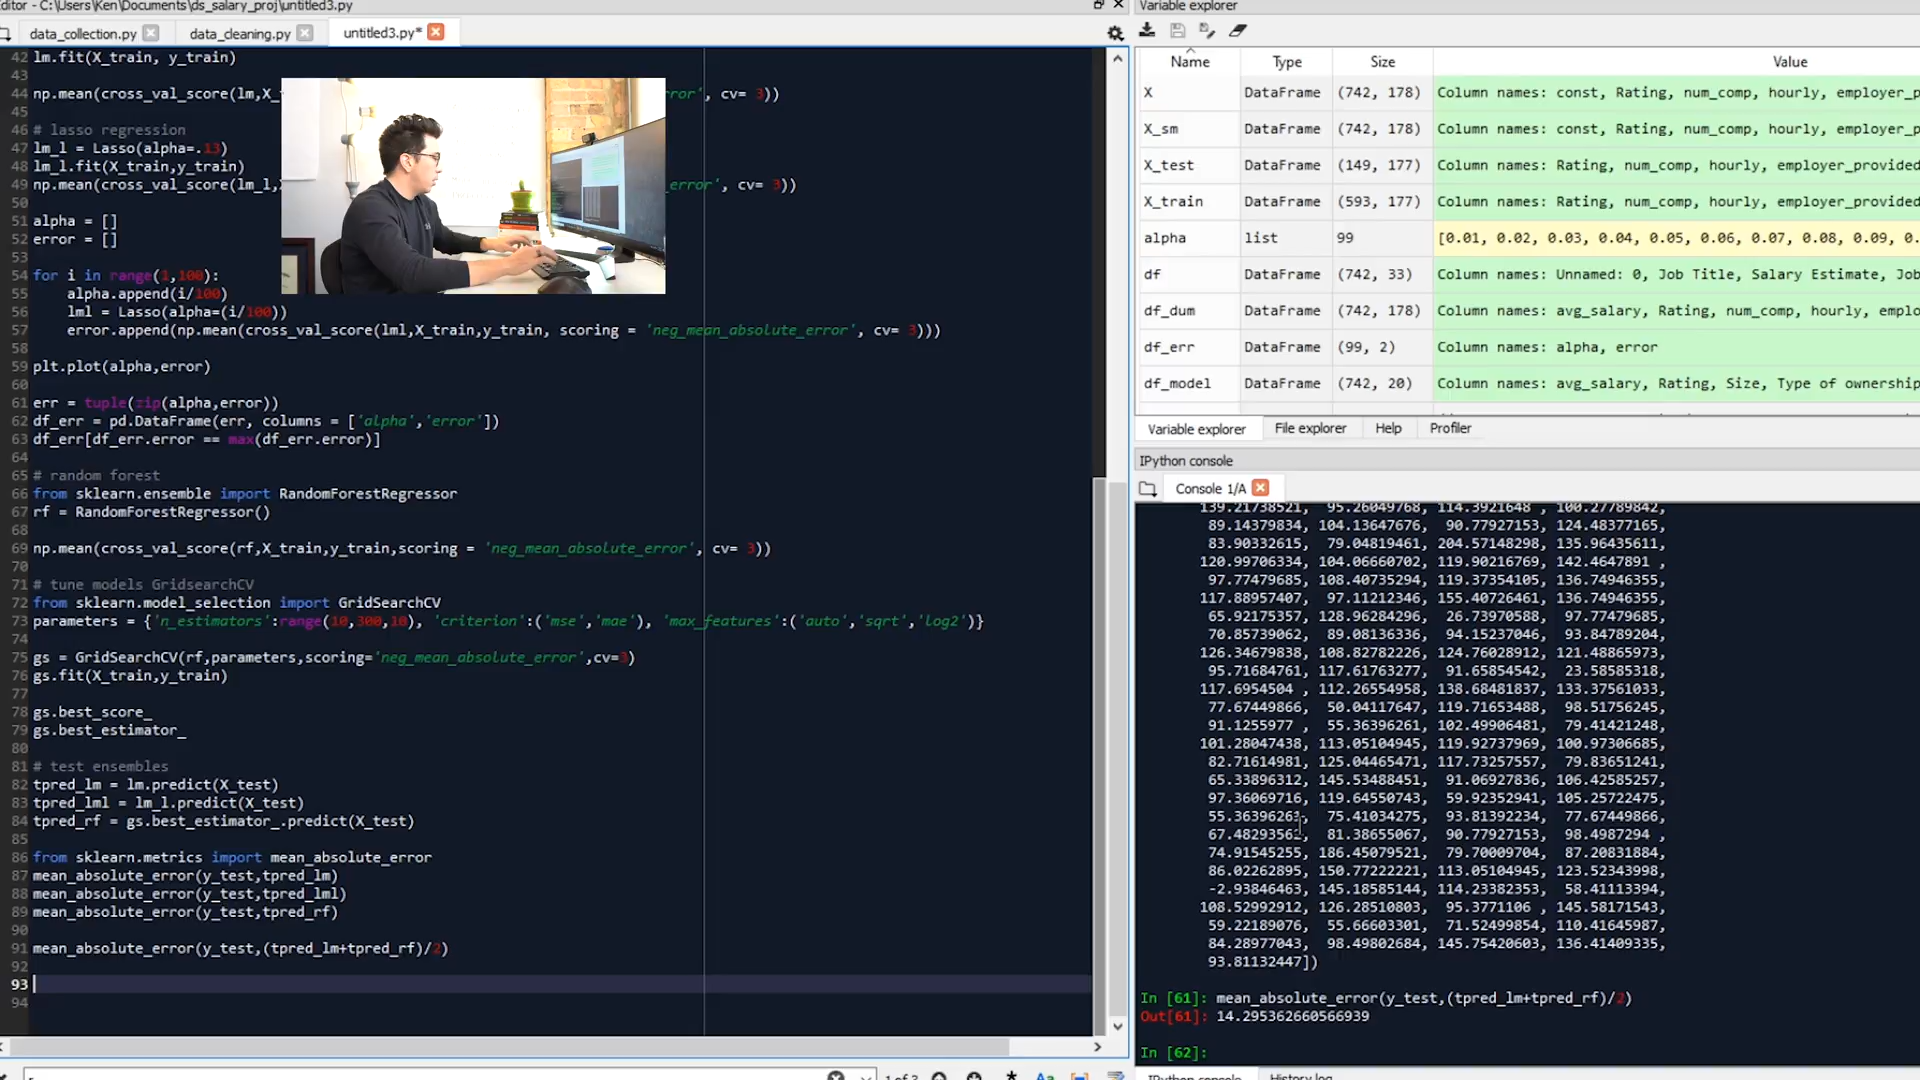 Editor - C:\Users\Ken\Documents\ds_salary_proj\untitled3.py
data_collection.py
data_cleaning.py
untitled3.py*
42 lm.fit(X_train, y_train)
43
44 np.mean(cross_val_score(lm,X_ rror', cv= 3))
45
46 # lasso regression
47 lm_l = Lasso(alpha=.13)
48 lm_l.fit(X_train,y_train)
49 np.mean(cross_val_score(lm_l, _error', cv= 3))
50
51 alpha = []
52 error = []
53
54 for i in range(1,100):
55 alpha.append(i/100)
56 lml = Lasso(alpha=(i/100))
57 error.append(np.mean(cross_val_score(lml,X_train,y_train, scoring = 'neg_mean_absolute_error', cv= 3)))
58
59 plt.plot(alpha,error)
60
61 err = tuple(zip(alpha,error))
62 df_err = pd.DataFrame(err, columns = ['alpha','error'])
63 df_err[df_err.error == max(df_err.error)]
64
65 # random forest
66 from sklearn.ensemble import RandomForestRegressor
67 rf = RandomForestRegressor()
68
69 np.mean(cross_val_score(rf,X_train,y_train,scoring = 'neg_mean_absolute_error', cv= 3))
70
71 # tune models GridsearchCV
72 from sklearn.model_selection import GridSearchCV
73 parameters = {'n_estimators':range(10,300,10), 'criterion':('mse','mae'), 'max_features':('auto','sqrt','log2')}
74
75 gs = GridSearchCV(rf,parameters,scoring='neg_mean_absolute_error',cv=3)
76 gs.fit(X_train,y_train)
77
78 gs.best_score_
79 gs.best_estimator_
80
81 # test ensembles
82 tpred_lm = lm.predict(X_test)
83 tpred_lml = lm_l.predict(X_test)
84 tpred_rf = gs.best_estimator_.predict(X_test)
85
86 from sklearn.metrics import mean_absolute_error
87 mean_absolute_error(y_test,tpred_lm)
88 mean_absolute_error(y_test,tpred_lml)
89 mean_absolute_error(y_test,tpred_rf)
90
91 mean_absolute_error(y_test,(tpred_lm+tpred_rf)/2)
92
93
94
1 of 3
Aa
Variable explorer
Name Type Size Value
X DataFrame (742, 178) Column names: const, Rating, num_comp, hourly, employer_p
X_sm DataFrame (742, 178) Column names: const, Rating, num_comp, hourly, employer_p
X_test DataFrame (149, 177) Column names: Rating, num_comp, hourly, employer_provided
X_train DataFrame (593, 177) Column names: Rating, num_comp, hourly, employer_provided
alpha list 99 [0.01, 0.02, 0.03, 0.04, 0.05, 0.06, 0.07, 0.08, 0.09, 0.
df DataFrame (742, 33) Column names: Unnamed: 0, Job Title, Salary Estimate, Job
df_dum DataFrame (742, 178) Column names: avg_salary, Rating, num_comp, hourly, emplo
df_err DataFrame (99, 2) Column names: alpha, error
df_model DataFrame (742, 20) Column names: avg_salary, Rating, Size, Type of ownership
Variable explorer File explorer Help Profiler
IPython console
Console 1/A
139.21738521, 95.26049768, 114.3921648 , 100.27789842,
89.14379834, 104.13647676, 90.77927153, 124.48377165,
83.90332615, 79.04819461, 204.57148298, 135.96435611,
120.99706334, 104.06660702, 119.90216769, 142.4647891 ,
97.77479685, 108.40735294, 119.37354105, 136.74946355,
117.88957407, 97.11212346, 155.40726461, 136.74946355,
65.92175357, 128.96284296, 26.73970588, 97.77479685,
70.85739062, 89.08136336, 94.15237046, 93.84789204,
126.34679838, 108.82782226, 124.76028912, 121.48865973,
95.71684761, 117.61763277, 91.65854542, 23.58585318,
117.6954504 , 112.26554958, 138.68481837, 133.37561033,
77.67449866, 50.04117647, 119.71653488, 98.51756245,
91.1255977 , 55.36396261, 102.49906481, 79.41421248,
101.28047438, 113.05104945, 119.92737969, 100.97306685,
82.71614981, 125.04465471, 117.73257557, 79.83651241,
65.33896312, 145.53488451, 91.06927836, 106.42585257,
97.36069716, 119.64550743, 59.92352941, 105.25722475,
55.36396261, 75.41034275, 93.81392234, 77.67449866,
67.48293562, 81.38655067, 90.77927153, 98.4987294 ,
74.91545255, 186.45079521, 79.70009704, 87.20831884,
86.02262895, 150.77222221, 113.05104945, 123.52343998,
-2.93846463, 145.18585144, 114.23382353, 58.41113394,
108.52992912, 126.28510803, 95.3771106 , 145.58171543,
59.22189076, 55.66603301, 71.52499854, 110.41645987,
84.28977043, 98.49802684, 145.75420603, 136.41409335,
93.81132447])
In [61]: mean_absolute_error(y_test,(tpred_lm+tpred_rf)/2)
Out[61]: 14.295362660566939
In [62]:
IPython console History log